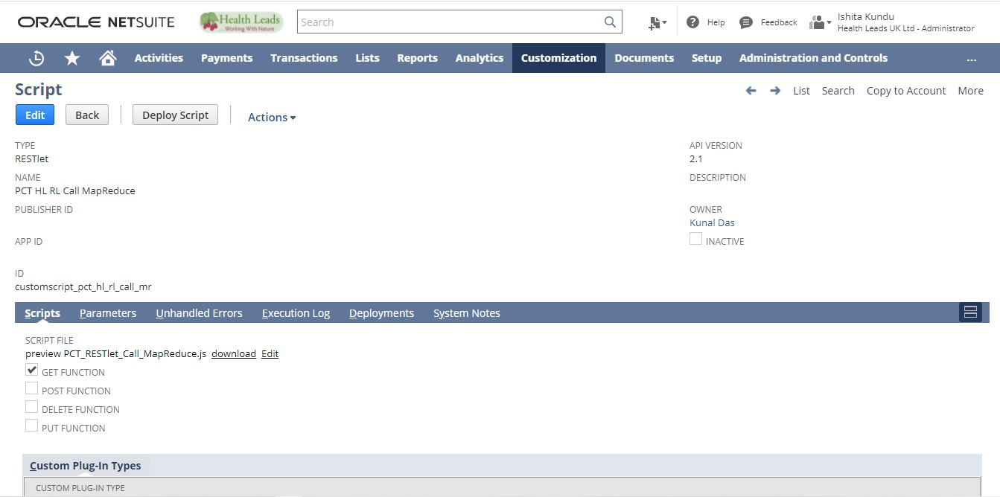 ORACLE NETSUITE
Health Leads
Working With Nature
Search
Help
Feedback
Ishita Kundu
Health Leads UK Ltd - Administrator
Activities Payments Transactions Lists Reports Analytics Customization Documents Setup Administration and Controls ...
Script
List Search Copy to Account More
Edit Back Deploy Script Actions
TYPE
RESTlet
NAME
PCT HL RL Call MapReduce
PUBLISHER ID
APP ID
ID
customscript_pct_hl_rl_call_mr
API VERSION
2.1
DESCRIPTION
OWNER
Kunal Das
INACTIVE
Scripts Parameters Unhandled Errors Execution Log Deployments System Notes
SCRIPT FILE
preview PCT_RESTlet_Call_MapReduce.js download Edit
GET FUNCTION
POST FUNCTION
DELETE FUNCTION
PUT FUNCTION
Custom Plug-In Types
CUSTOM PLUG-IN TYPE